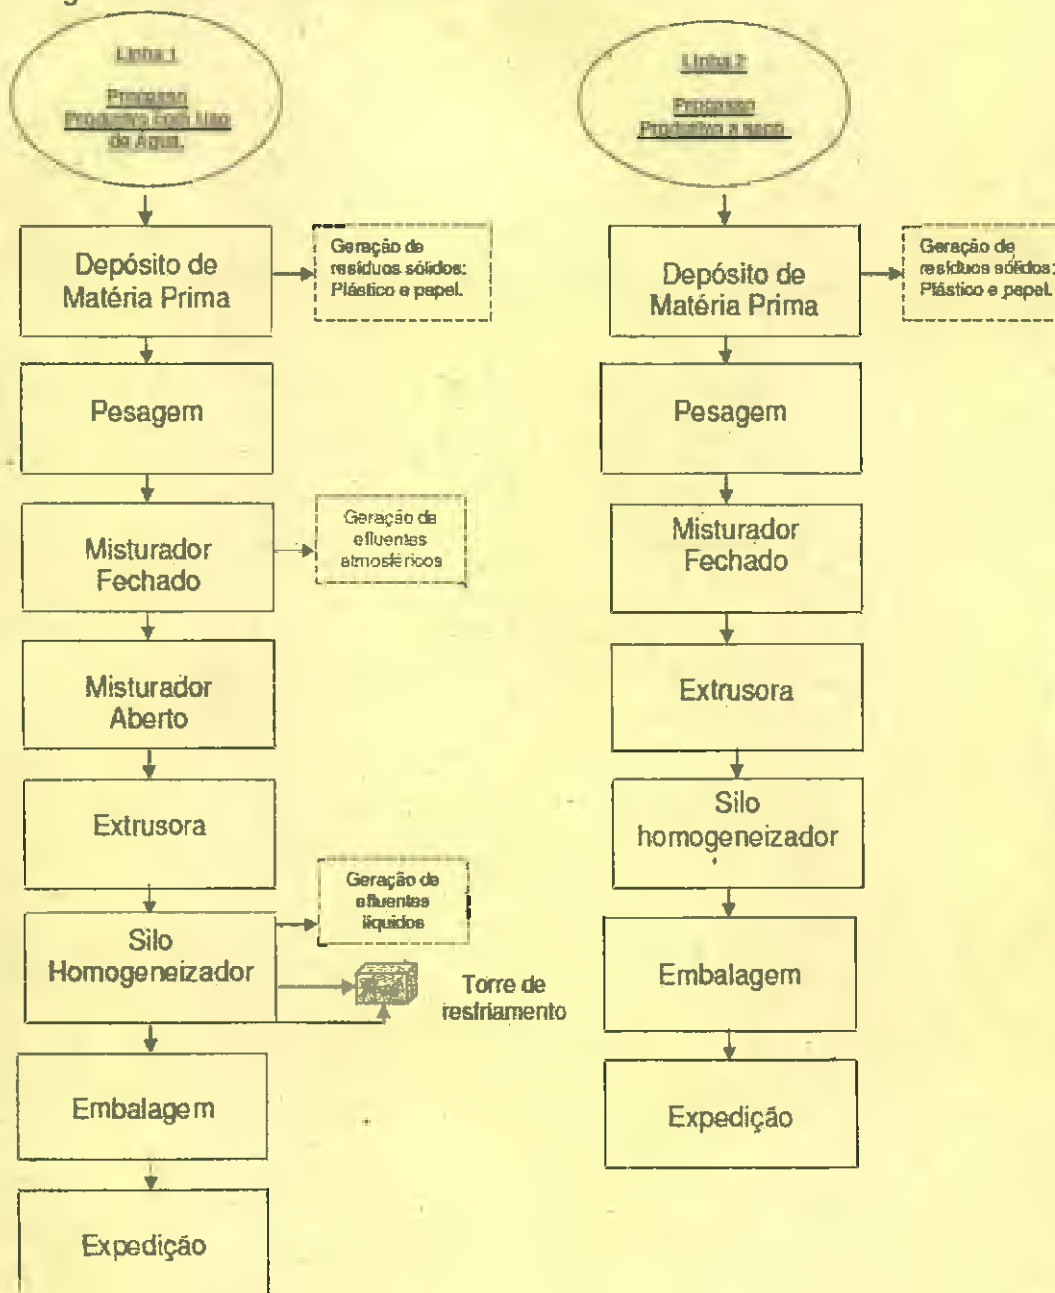 Linha 1
Processo
Produtivo com Uso
de Água.
Depósito de
Matéria Prima
Geração de
resíduos sólidos:
Plástico e papel.
Pesagem
Misturador
Fechado
Geração de
efluentes
atmosféricos
Misturador
Aberto
Extrusora
Geração de
efluentes
líquidos
Silo
Homogeneizador
Torre de
resfriamento
Embalagem
Expedição
Linha 2
Processo
Produtivo a seco.
Depósito de
Matéria Prima
Geração de
resíduos sólidos:
Plástico e papel.
Pesagem
Misturador
Fechado
Extrusora
Silo
homogeneizador
Embalagem
Expedição